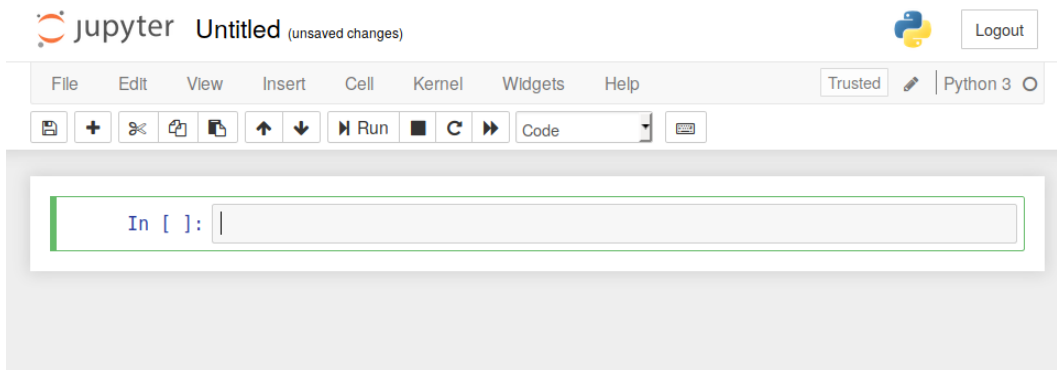 jupyter Untitled (unsaved changes) Logout
File Edit View Insert Cell Kernel Widgets Help Trusted Python 3
Run Code
In [ ]: